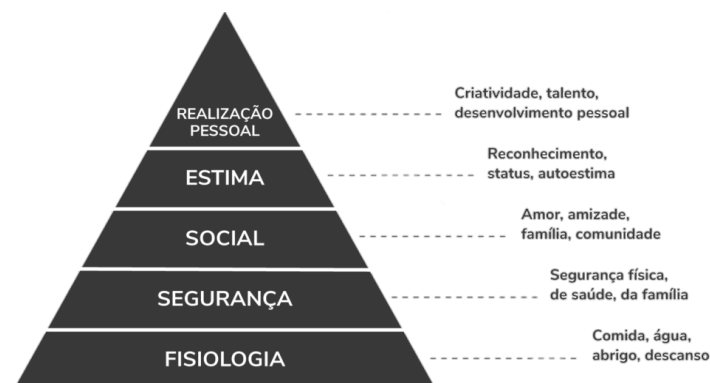 REALIZAÇÃO
PESSOAL
Criatividade, talento,
desenvolvimento pessoal
ESTIMA
Reconhecimento,
status, autoestima
SOCIAL
Amor, amizade,
família, comunidade
SEGURANÇA
Segurança física,
de saúde, da família
FISIOLOGIA
Comida, água,
abrigo, descanso